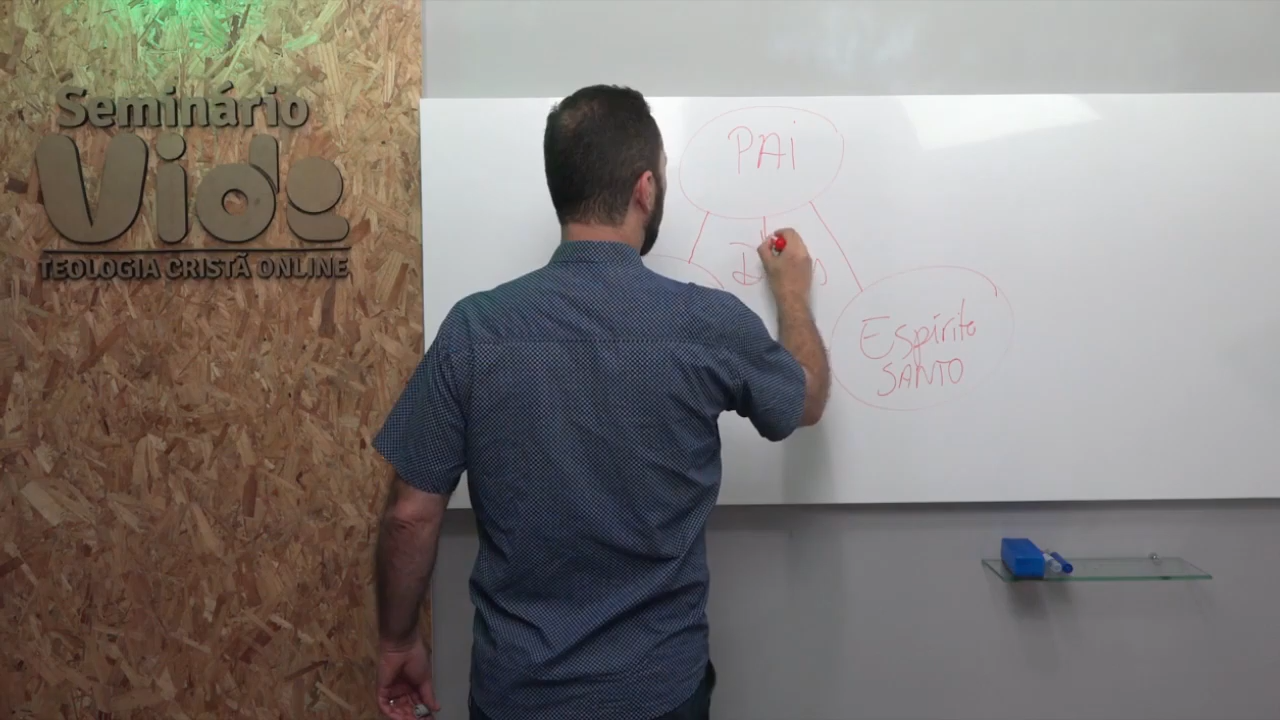 Seminário
Vida
TEOLOGIA CRISTÃ ONLINE
PAi
Espírito
SANTO